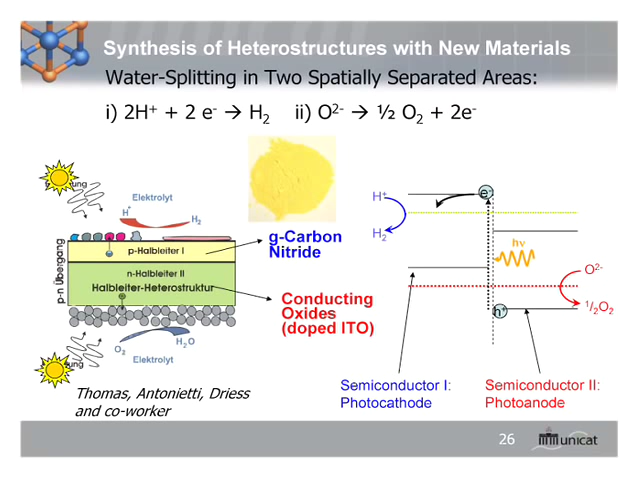 Synthesis of Heterostructures with New Materials
Water-Splitting in Two Spatially Separated Areas:
i) 2H⁺ + 2 e⁻ → H₂ ii) O²⁻ → ½ O₂ + 2e⁻
ung
Elektrolyt
H⁺
H₂
p-Halbleiter I
n-Halbleiter II
Halbleiter-Heterostruktur
p-n Übergang
O₂
H₂O
Elektrolyt
ung
g-Carbon
Nitride
Conducting
Oxides
(doped ITO)
H⁺
H₂
e⁻
hν
h⁺
O²⁻
¹/₂O₂
Semiconductor I:
Photocathode
Semiconductor II:
Photoanode
Thomas, Antonietti, Driess
and co-worker
26
unicat